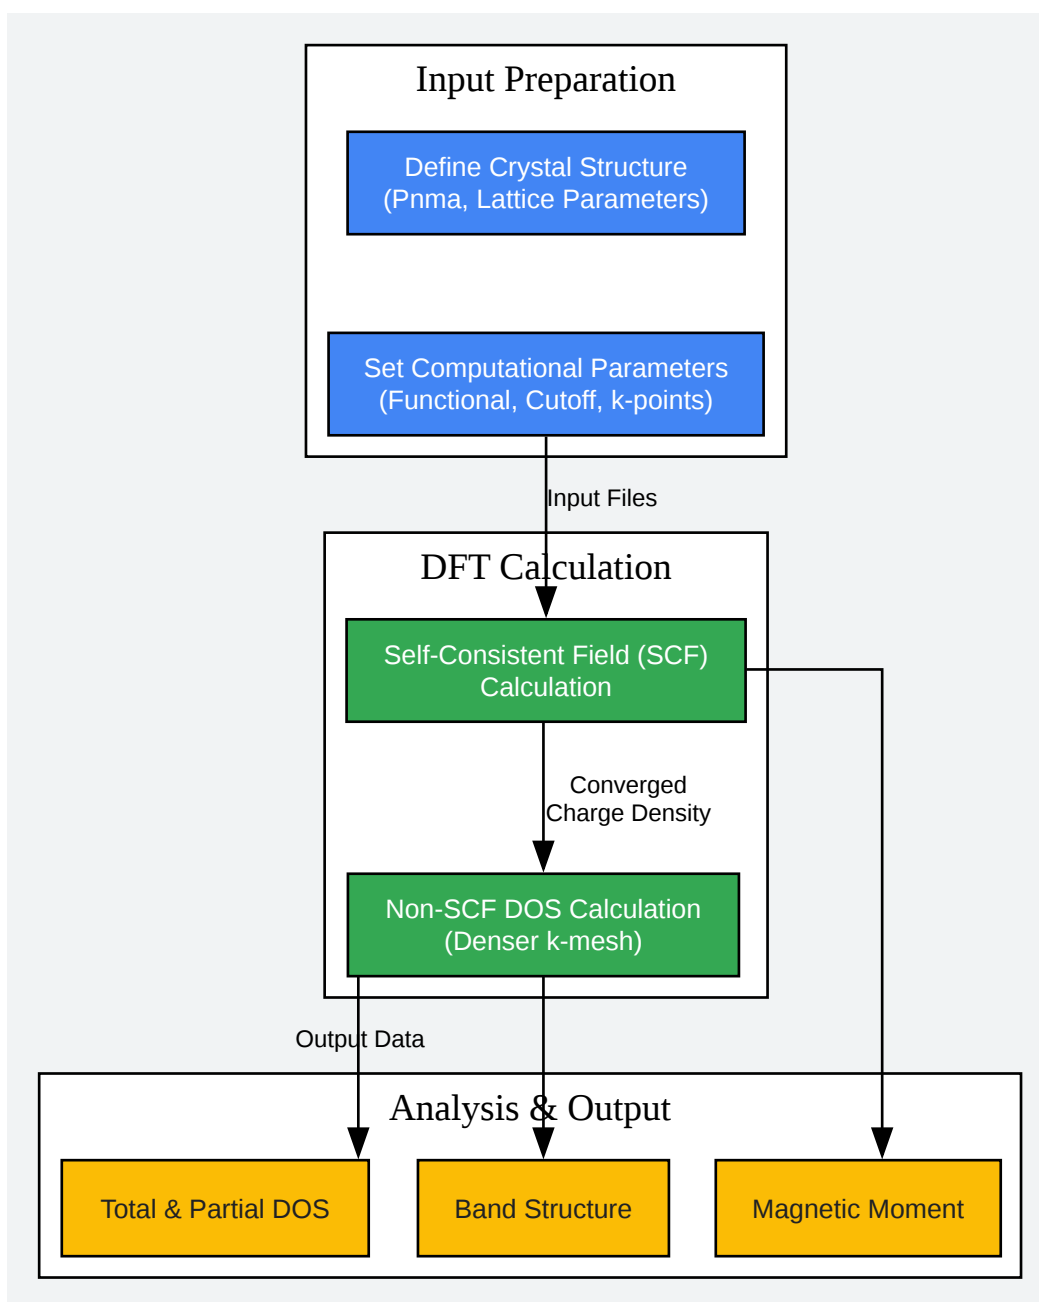 Input Preparation
Define Crystal Structure
(Pnma, Lattice Parameters)
Set Computational Parameters
(Functional, Cutoff, k-points)
Input Files
DFT Calculation
Self-Consistent Field (SCF)
Calculation
Converged
Charge Density
Non-SCF DOS Calculation
(Denser k-mesh)
Output Data
Analysis & Output
Total & Partial DOS
Band Structure
Magnetic Moment